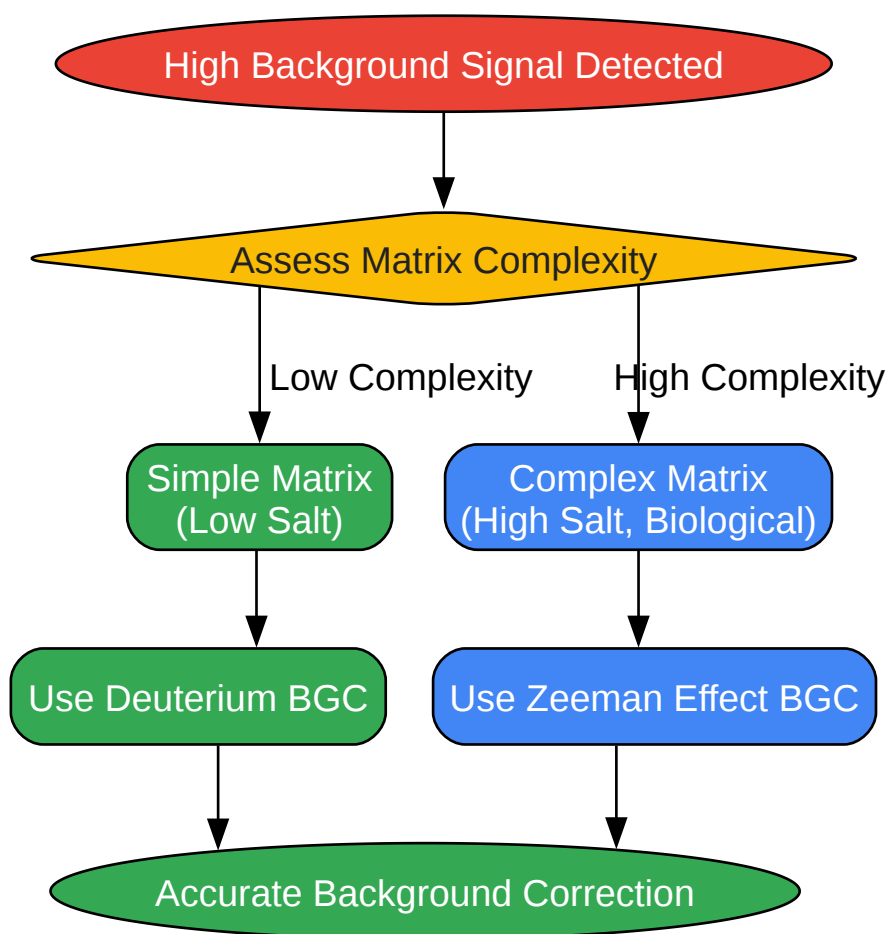 High Background Signal Detected
Assess Matrix Complexity
Low Complexity
High Complexity
Simple Matrix
(Low Salt)
Complex Matrix
(High Salt, Biological)
Use Deuterium BGC
Use Zeeman Effect BGC
Accurate Background Correction